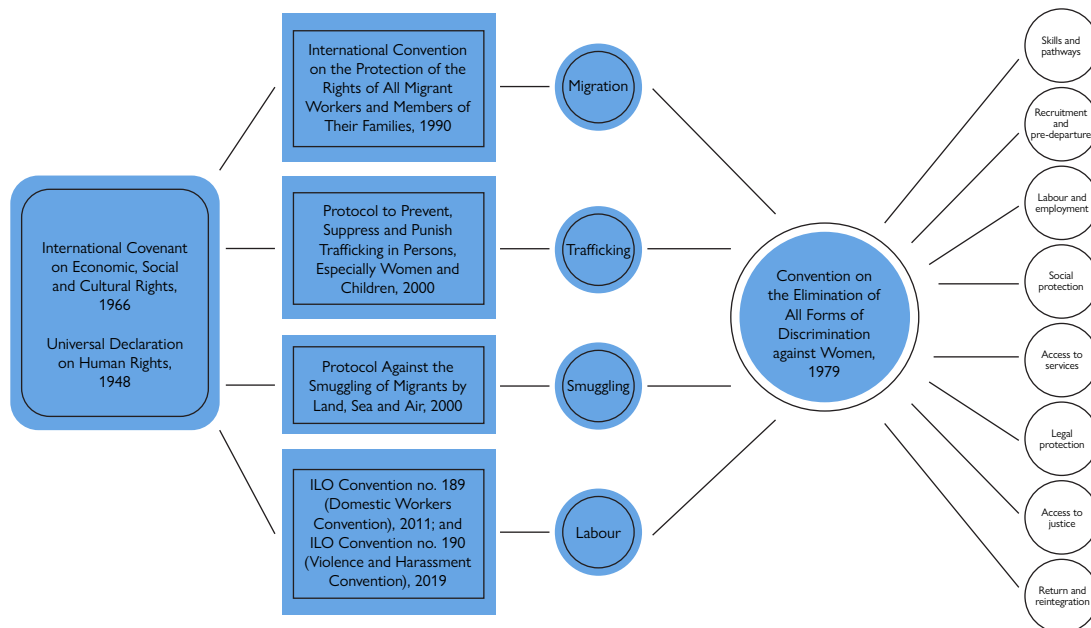 International Covenant
on Economic, Social
and Cultural Rights,
1966
Universal Declaration
on Human Rights,
1948
International Convention
on the Protection of the
Rights of All Migrant
Workers and Members of
Their Families, 1990
Migration
Protocol to Prevent,
Suppress and Punish
Trafficking in Persons,
Especially Women and
Children, 2000
Trafficking
Protocol Against the
Smuggling of Migrants by
Land, Sea and Air, 2000
Smuggling
ILO Convention no. 189
(Domestic Workers
Convention), 2011; and
ILO Convention no. 190
(Violence and Harassment
Convention), 2019
Labour
Convention on
the Elimination of
All Forms of
Discrimination
against Women,
1979
Skills and
pathways
Recruitment
and
pre-departure
Labour and
employment
Social
protection
Access to
services
Legal
protection
Access to
justice
Return and
reintegration